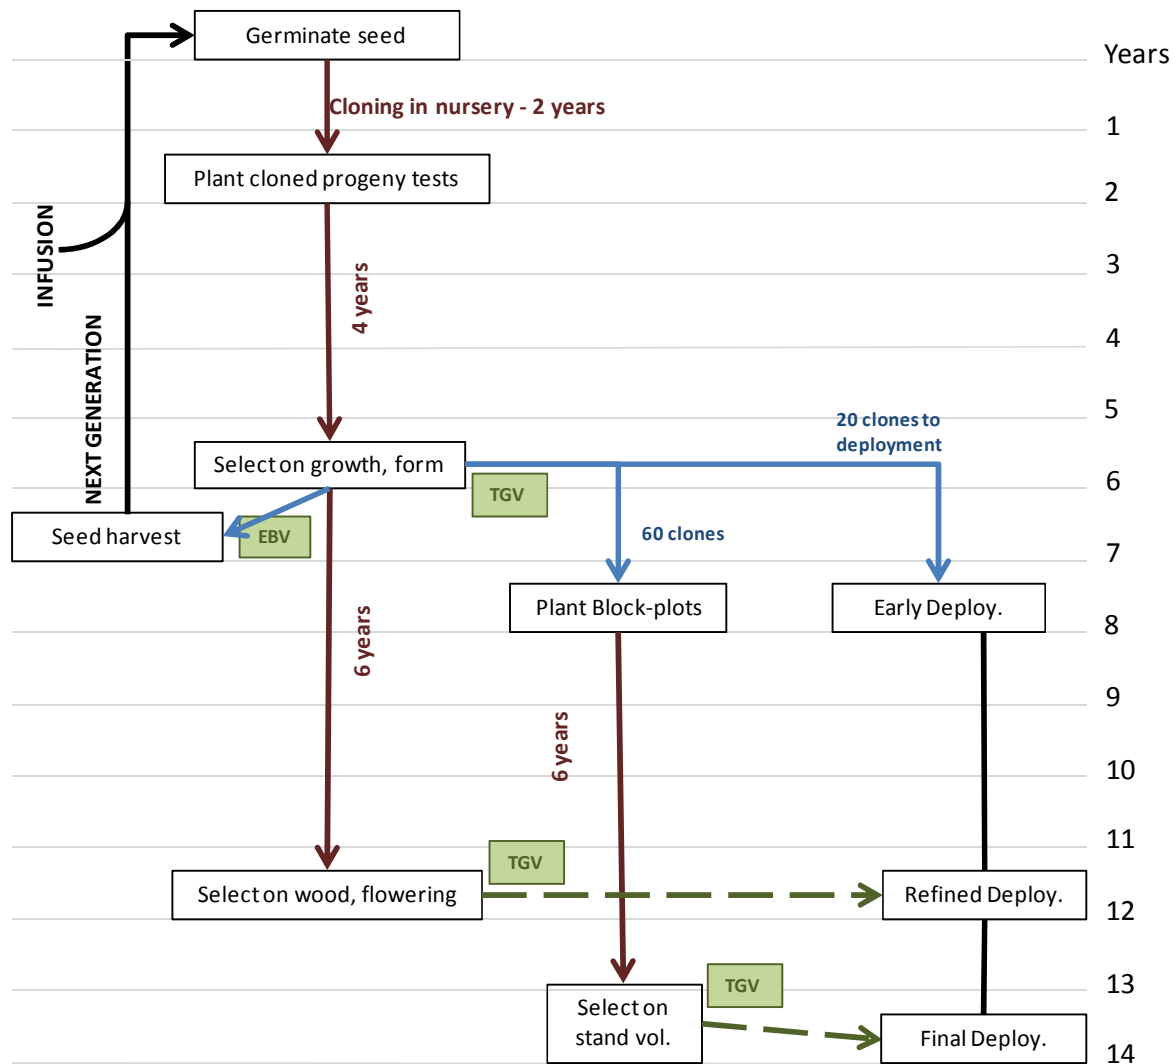 Germinate seed
Years
Cloning in nursery - 2 years
1
Plant cloned progeny tests
2
INFUSION
3
4 years
4
NEXT GENERATION
5
20 clones to
deployment
Select on growth, form
TGV
6
Seed harvest
EBV
60 clones
7
Plant Block-plots
Early Deploy.
8
6 years
9
6 years
10
11
TGV
Select on wood, flowering
Refined Deploy.
12
13
TGV
Select on
stand vol.
Final Deploy.
14